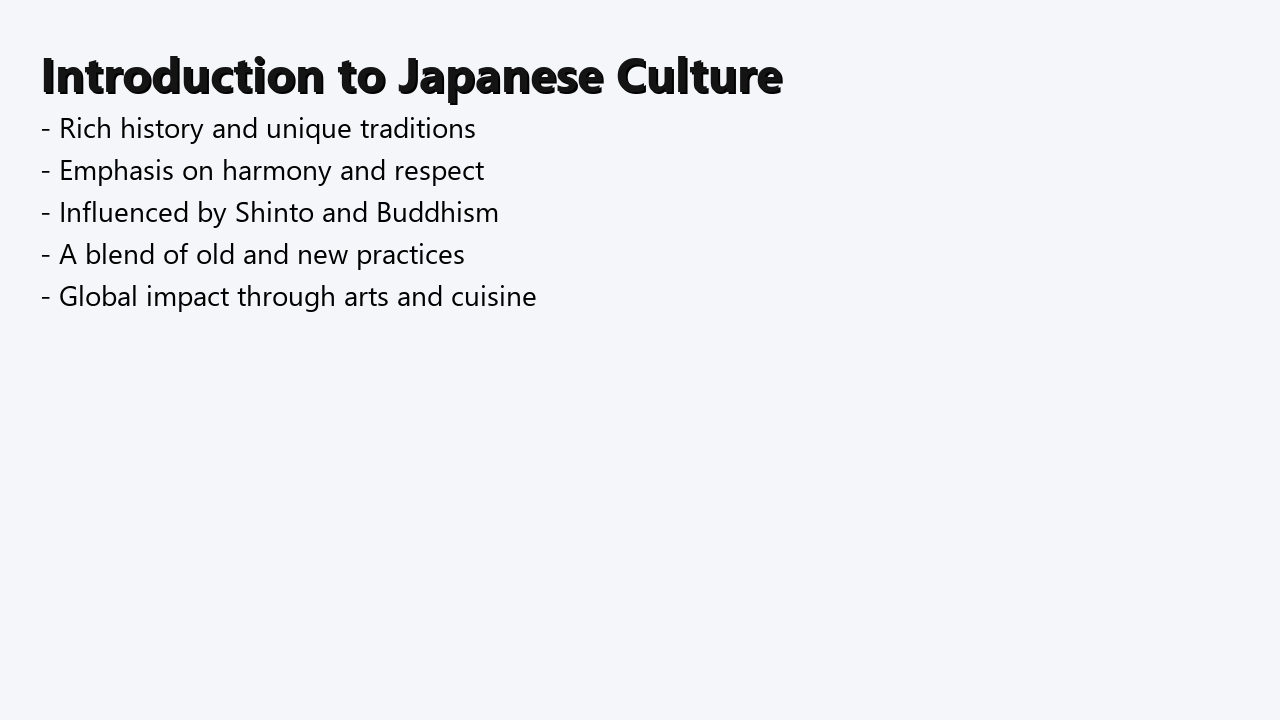 Introduction to Japanese Culture
- Rich history and unique traditions
- Emphasis on harmony and respect
- Influenced by Shinto and Buddhism
- A blend of old and new practices
- Global impact through arts and cuisine